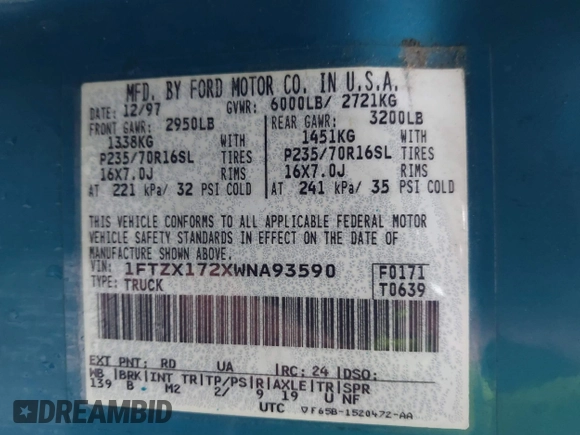 MFD. BY FORD MOTOR CO. IN U.S.A.
DATE: 12/97 GVWR: 6000LB/ 2721KG
FRONT GAWR: 2950LB REAR GAWR: 3200LB
1338KG WITH 1451KG WITH
P235/70R16SL TIRES P235/70R16SL TIRES
16X7.0J RIMS 16X7.0J RIMS
AT 221 kPa/ 32 PSI COLD AT 241 kPa/ 35 PSI COLD
THIS VEHICLE CONFORMS TO ALL APPLICABLE FEDERAL MOTOR
VEHICLE SAFETY STANDARDS IN EFFECT ON THE DATE OF
MANUFACTURE SHOWN ABOVE.
VIN: 1FTZX172XWNA93590 F0171
TYPE: TRUCK T0639
EXT PNT: RD UA RC: 24 DSO:
WB BRK INT TR TP/PS R AXLE TR SPR
139 B M2 2/ 9 19 U NF
UTC ▽F65B-1520472-AA
DREAMBID